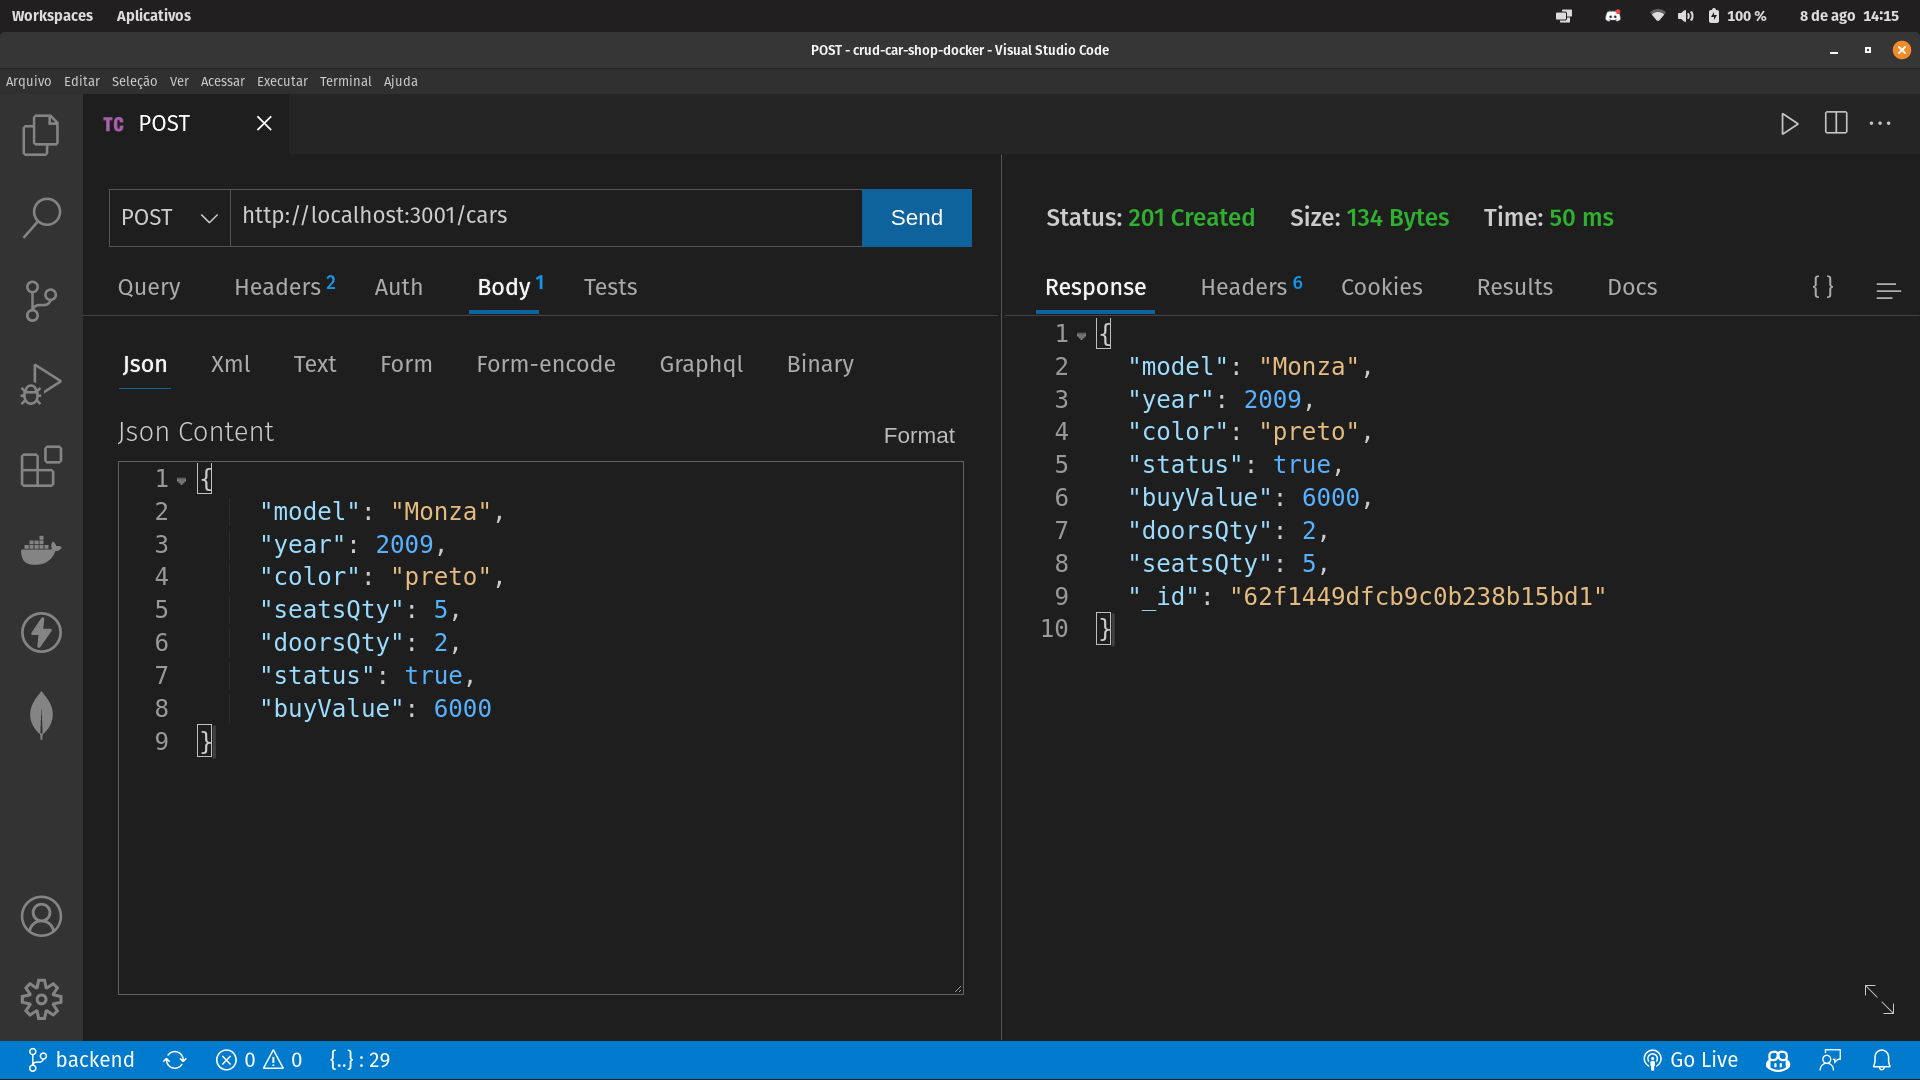 Workspaces Aplicativos 100 % 8 de ago 14:15
POST - crud-car-shop-docker - Visual Studio Code
Arquivo Editar Seleção Ver Acessar Executar Terminal Ajuda
TC POST
POST http://localhost:3001/cars Send
Query Headers 2 Auth Body 1 Tests
Json Xml Text Form Form-encode Graphql Binary
Json Content Format
1 {
2 "model": "Monza",
3 "year": 2009,
4 "color": "preto",
5 "seatsQty": 5,
6 "doorsQty": 2,
7 "status": true,
8 "buyValue": 6000
9 }
Status: 201 Created Size: 134 Bytes Time: 50 ms
Response Headers 6 Cookies Results Docs { }
1 {
2 "model": "Monza",
3 "year": 2009,
4 "color": "preto",
5 "status": true,
6 "buyValue": 6000,
7 "doorsQty": 2,
8 "seatsQty": 5,
9 "_id": "62f1449dfcb9c0b238b15bd1"
10 }
backend 0 0 {..} : 29 Go Live